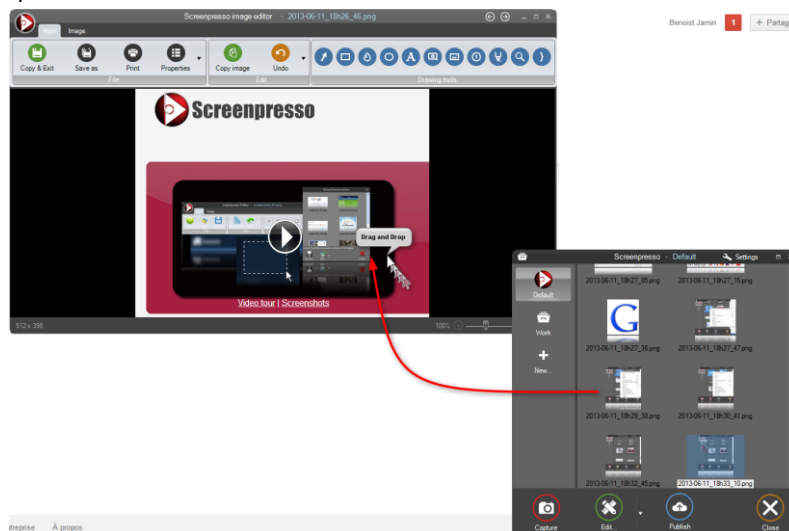 Screenpresso image editor - 2013-06-11_18h26_46.png
Benoist Jamin 1 + Partag
Main Image
Copy & Exit Save as Print Properties Copy image Undo
File Edit Drawing tools
Screenpresso
Drag and Drop
Video tour | Screenshots
512 x 390 100%
Screenpresso - Default Settings
Default
Work
New...
2013-06-11_18h27_05.png 2013-06-11_18h27_15.png
2013-06-11_18h27_36.png 2013-06-11_18h27_47.png
2013-06-11_18h29_38.png 2013-06-11_18h30_41.png
2013-06-11_18h32_45.png 2013-06-11_18h33_10.png
Capture Edit... Publish Close
treprise À propos